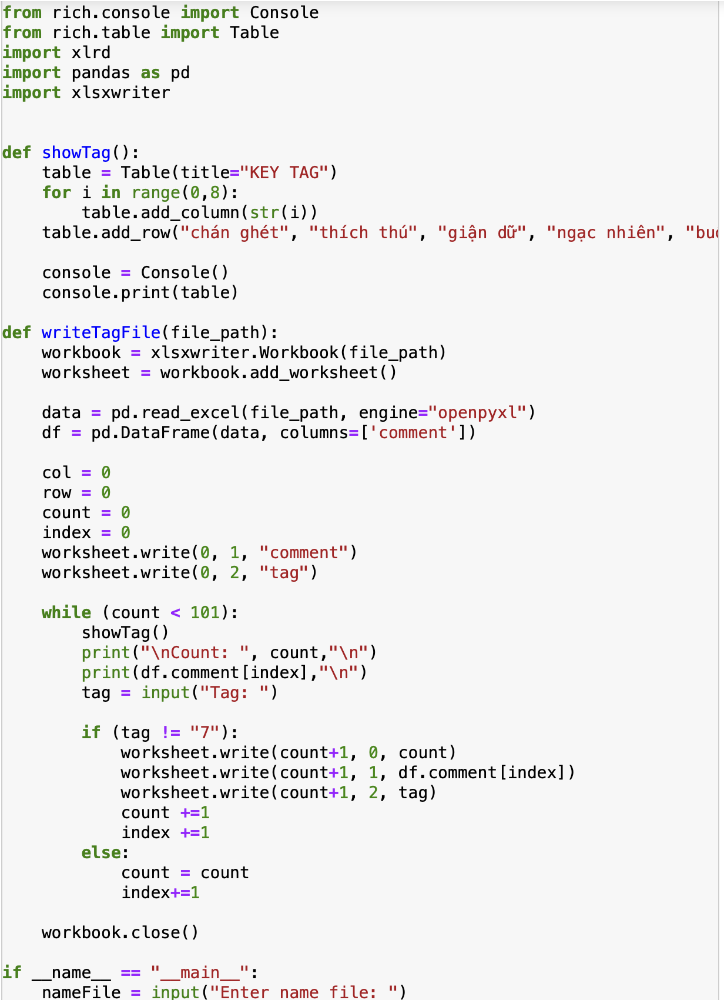 from rich.console import Console
from rich.table import Table
import xlrd
import pandas as pd
import xlsxwriter
def showTag():
    table = Table(title="KEY TAG")
    for i in range(0,8):
        table.add_column(str(i))
    table.add_row("chán ghét", "thích thú", "giận dữ", "ngạc nhiên",
    console = Console()
    console.print(table)
def writeTagFile(file_path):
    workbook = xlsxwriter.Workbook(file_path)
    worksheet = workbook.add_worksheet()
    data = pd.read_excel(file_path, engine="openpyxl")
    df = pd.DataFrame(data, columns=['comment'])
    col = 0
    row = 0
    count = 0
    index = 0
    worksheet.write(0, 1, "comment")
    worksheet.write(0, 2, "tag")
    while (count < 101):
        showTag()
        print("\nCount: ", count,"\n")
        print(df.comment[index],"\n")
        tag = input("Tag: ")
        if (tag != "7"):
            worksheet.write(count+1, 0, count)
            worksheet.write(count+1, 1, df.comment[index])
            worksheet.write(count+1, 2, tag)
            count +=1
            index +=1
        else:
            count = count
            index+=1
    workbook.close()
if __name__ == "__main__":
    nameFile = input("Enter name file: ")